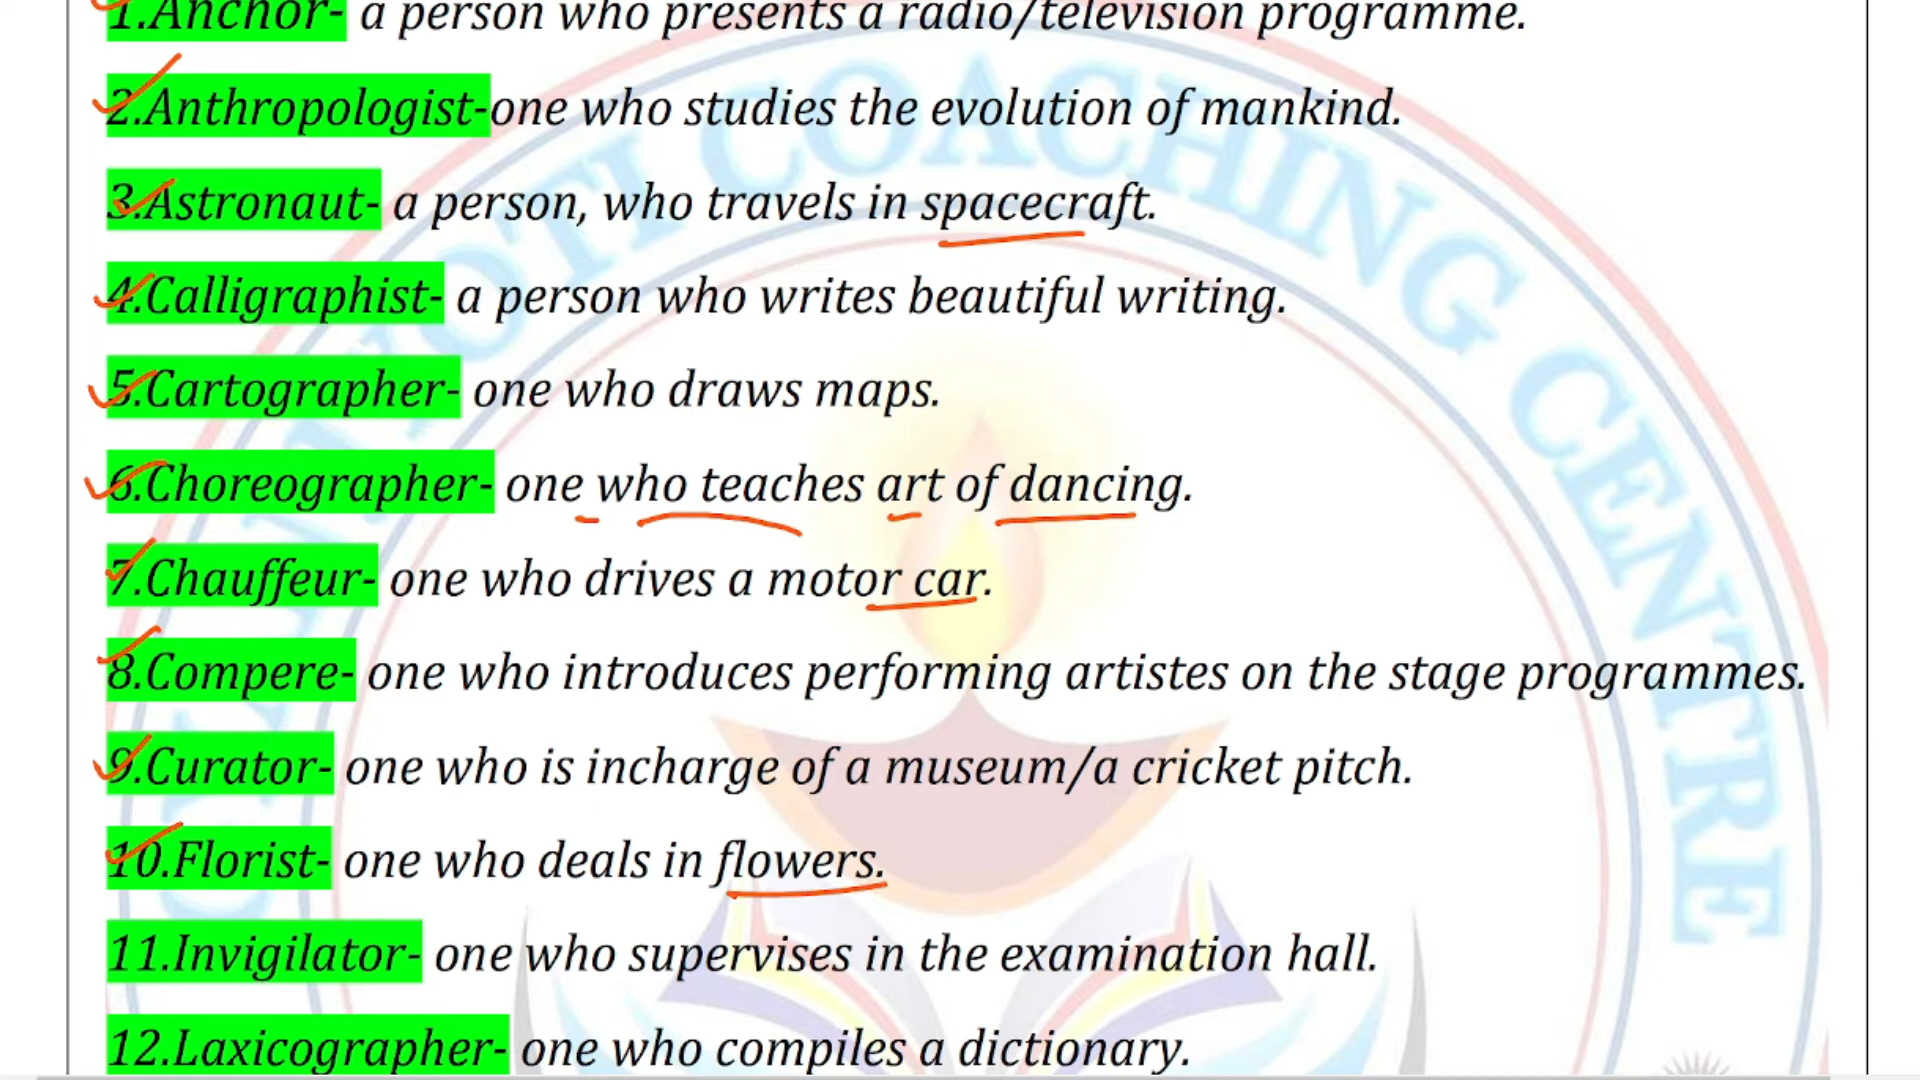 1.Anchor- a person who presents a radio/television programme.
2.Anthropologist-one who studies the evolution of mankind.
3.Astronaut- a person, who travels in spacecraft.
4.Calligraphist- a person who writes beautiful writing.
5.Cartographer- one who draws maps.
6.Choreographer- one who teaches art of dancing.
7.Chauffeur- one who drives a motor car.
8.Compere- one who introduces performing artistes on the stage programmes.
9.Curator- one who is incharge of a museum/a cricket pitch.
10.Florist- one who deals in flowers.
11.Invigilator- one who supervises in the examination hall.
12.Laxicographer- one who compiles a dictionary.
COACHING CENTRE